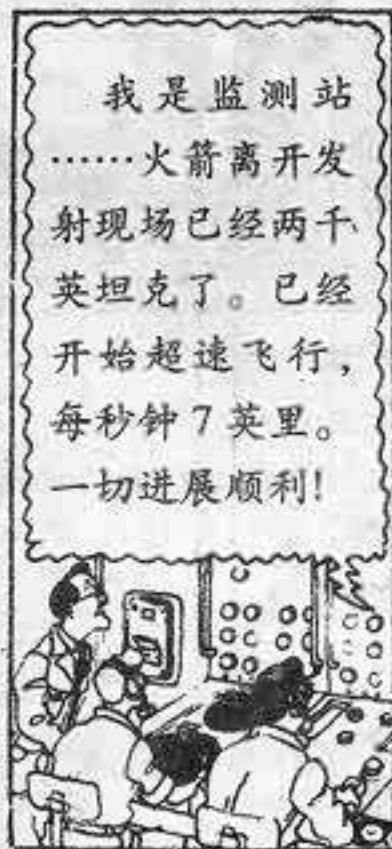 我是监测站
……火箭离开发
射现场已经两千
英坦克了。已经
开始超速飞行，
每秒钟7英里。
一切进展顺利！